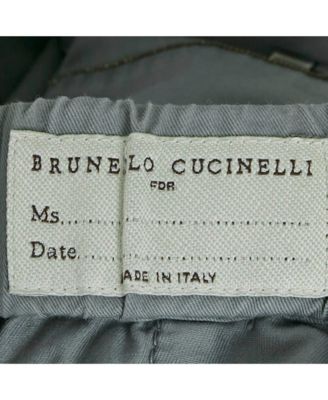 BRUNELLO CUCINELLI
FOR
Ms.
Date
MADE IN ITALY